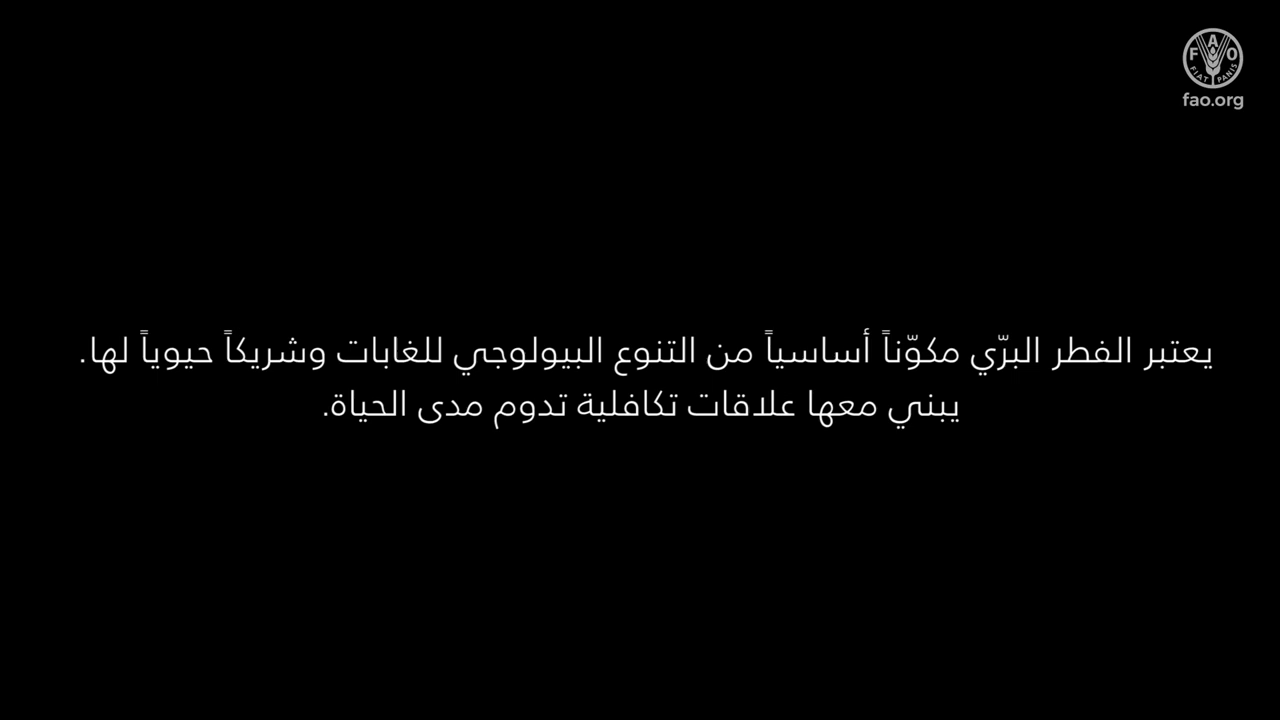 F A O
FIAT PANIS
fao.org
يعتبر الفطر البرّي مكوّناً أساسياً من التنوع البيولوجي للغابات وشريكاً حيوياً لها.
يبني معها علاقات تكافلية تدوم مدى الحياة.